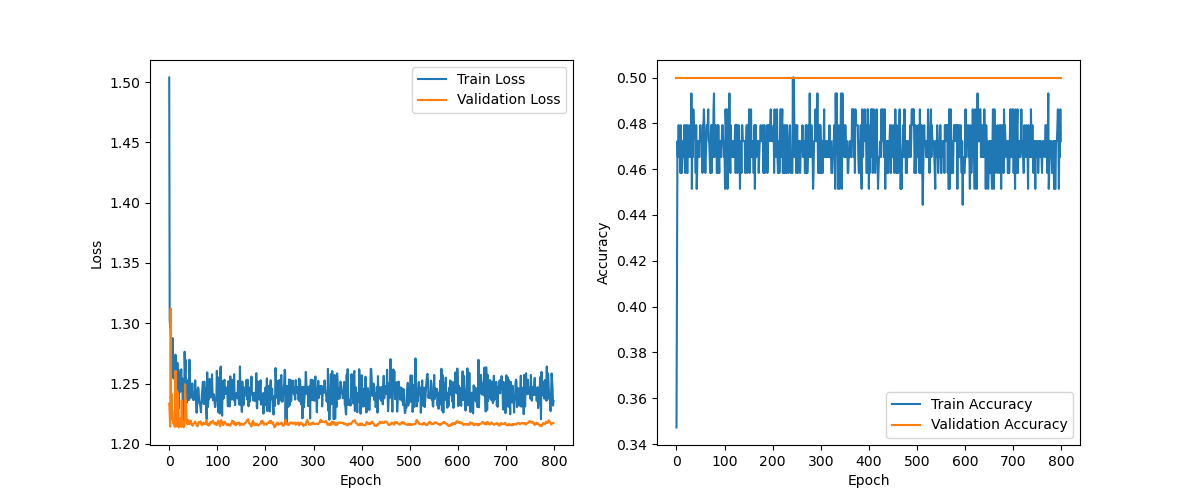 1.50
1.45
1.40
1.35
1.30
1.25
1.20
Loss
0 100 200 300 400 500 600 700 800
Epoch
Train Loss
Validation Loss
0.50
0.48
0.46
0.44
0.42
0.40
0.38
0.36
0.34
Accuracy
0 100 200 300 400 500 600 700 800
Epoch
Train Accuracy
Validation Accuracy